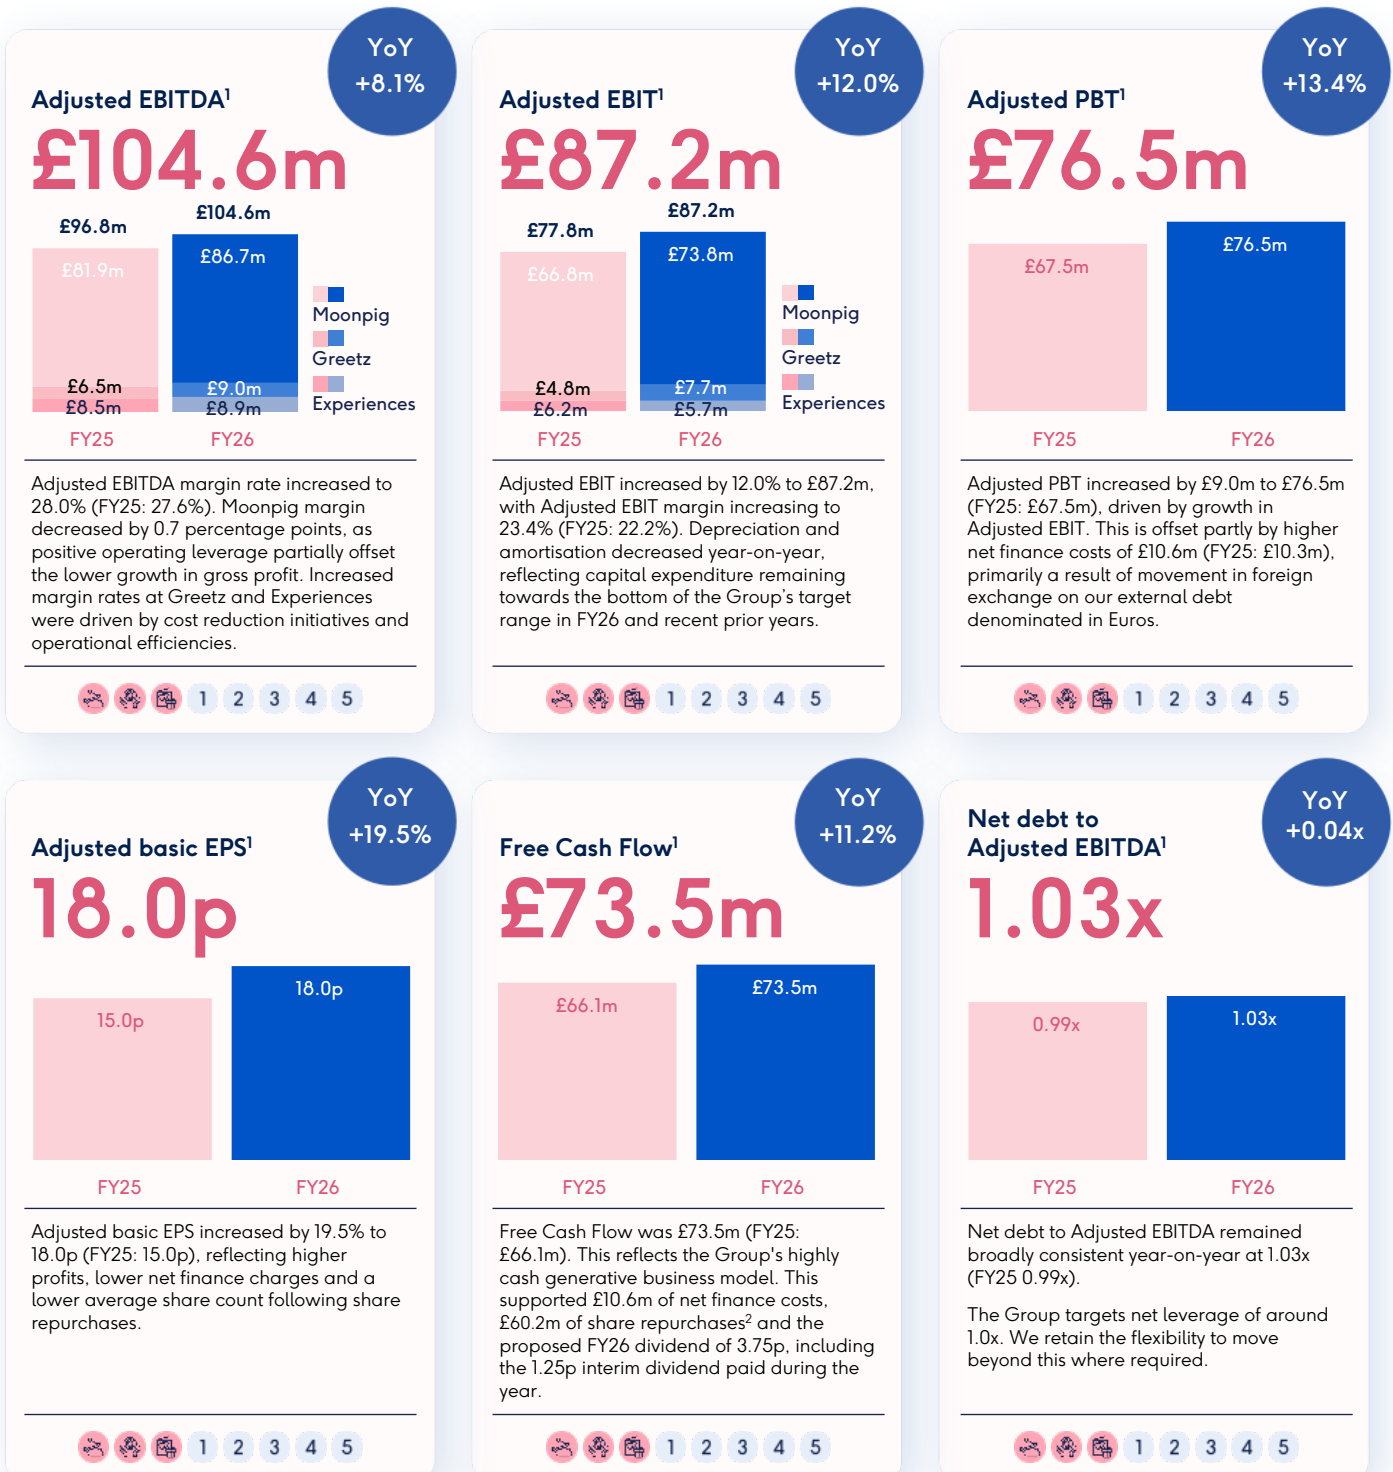 YoY
+8.1%
Adjusted EBITDA¹
£104.6m
£96.8m
£104.6m
£81.9m
£86.7m
£6.5m
£9.0m
£8.5m
£8.9m
Moonpig
Greetz
Experiences
FY25
FY26
Adjusted EBITDA margin rate increased to
28.0% (FY25: 27.6%). Moonpig margin
decreased by 0.7 percentage points, as
positive operating leverage partially offset
the lower growth in gross profit. Increased
margin rates at Greetz and Experiences
were driven by cost reduction initiatives and
operational efficiencies.
1 2 3 4 5
YoY
+12.0%
Adjusted EBIT¹
£87.2m
£77.8m
£87.2m
£66.8m
£73.8m
£4.8m
£7.7m
£6.2m
£5.7m
Moonpig
Greetz
Experiences
FY25
FY26
Adjusted EBIT increased by 12.0% to £87.2m,
with Adjusted EBIT margin increasing to
23.4% (FY25: 22.2%). Depreciation and
amortisation decreased year-on-year,
reflecting capital expenditure remaining
towards the bottom of the Group's target
range in FY26 and recent prior years.
1 2 3 4 5
YoY
+13.4%
Adjusted PBT¹
£76.5m
£67.5m
£76.5m
FY25
FY26
Adjusted PBT increased by £9.0m to £76.5m
(FY25: £67.5m), driven by growth in
Adjusted EBIT. This is offset partly by higher
net finance costs of £10.6m (FY25: £10.3m),
primarily a result of movement in foreign
exchange on our external debt
denominated in Euros.
1 2 3 4 5
YoY
+19.5%
Adjusted basic EPS¹
18.0p
15.0p
18.0p
FY25
FY26
Adjusted basic EPS increased by 19.5% to
18.0p (FY25: 15.0p), reflecting higher
profits, lower net finance charges and a
lower average share count following share
repurchases.
1 2 3 4 5
YoY
+11.2%
Free Cash Flow¹
£73.5m
£66.1m
£73.5m
FY25
FY26
Free Cash Flow was £73.5m (FY25:
£66.1m). This reflects the Group's highly
cash generative business model. This
supported £10.6m of net finance costs,
£60.2m of share repurchases² and the
proposed FY26 dividend of 3.75p, including
the 1.25p interim dividend paid during the
year.
1 2 3 4 5
YoY
+0.04x
Net debt to
Adjusted EBITDA¹
1.03x
0.99x
1.03x
FY25
FY26
Net debt to Adjusted EBITDA remained
broadly consistent year-on-year at 1.03x
(FY25 0.99x).
The Group targets net leverage of around
1.0x. We retain the flexibility to move
beyond this where required.
1 2 3 4 5